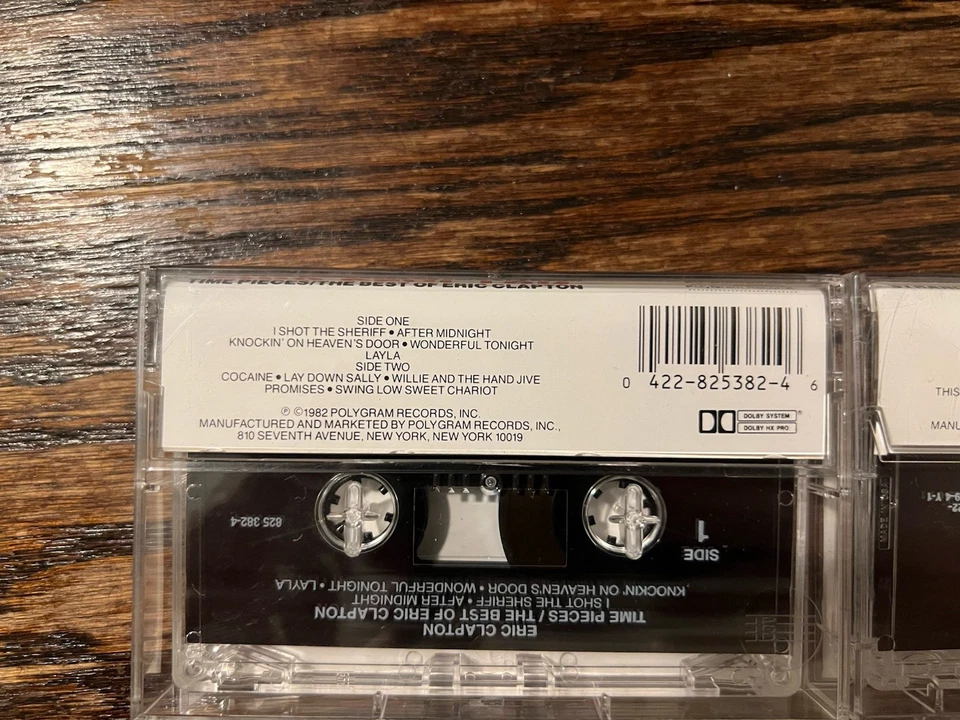 TIME PIECES/THE BEST OF ERIC CLAPTON
SIDE ONE
I SHOT THE SHERIFF • AFTER MIDNIGHT
KNOCKIN' ON HEAVEN'S DOOR • WONDERFUL TONIGHT
LAYLA
SIDE TWO
COCAINE • LAY DOWN SALLY • WILLIE AND THE HAND JIVE
PROMISES • SWING LOW SWEET CHARIOT
℗ ©1982 POLYGRAM RECORDS, INC.
MANUFACTURED AND MARKETED BY POLYGRAM RECORDS, INC.,
810 SEVENTH AVENUE, NEW YORK, NEW YORK 10019
0 422-825382-4 6
DOLBY SYSTEM®
DOLBY HX PRO
ERIC CLAPTON
TIME PIECES / THE BEST OF ERIC CLAPTON
I SHOT THE SHERIFF • AFTER MIDNIGHT
KNOCKIN' ON HEAVEN'S DOOR • WONDERFUL TONIGHT • LAYLA
SIDE
1
825 382-4
THIS
MANU